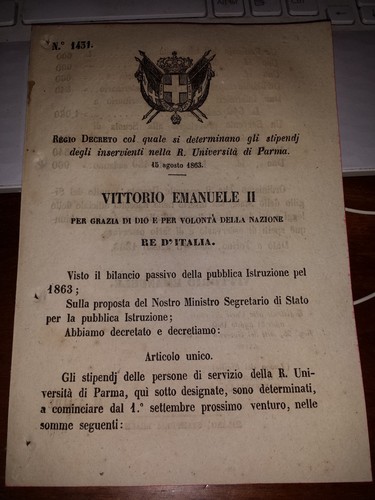 N.° 1431.
REGIO DECRETO col quale si determinano gli stipendj
degli inservienti nella R. Università di Parma.
15 agosto 1863.
VITTORIO EMANUELE II
PER GRAZIA DI DIO E PER VOLONTÀ DELLA NAZIONE
RE D'ITALIA.
Visto il bilancio passivo della pubblica Istruzione pel
1863;
Sulla proposta del Nostro Ministro Segretario di Stato
per la pubblica Istruzione;
Abbiamo decretato e decretiamo:
Articolo unico.
Gli stipendj delle persone di servizio della R. Uni-
versità di Parma, qui sotto designate, sono determinati,
a cominciare dal 1.° settembre prossimo venturo, nelle
somme seguenti: